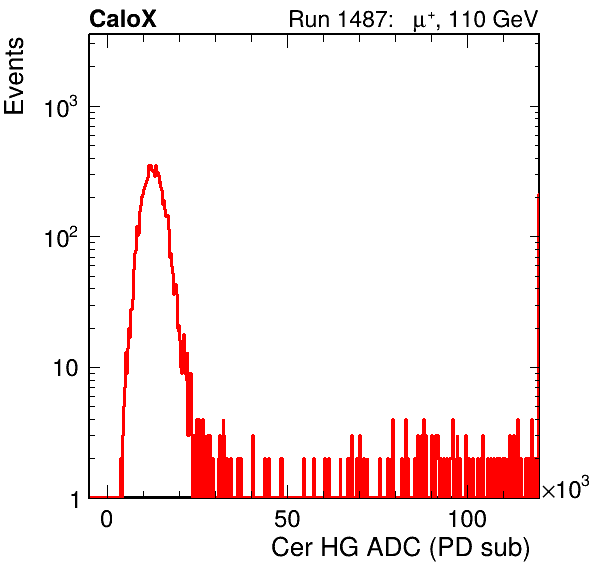 CaloX Run 1487: μ⁺, 110 GeV
Events
10³
10²
10
1
0 50 100 ×10³
Cer HG ADC (PD sub)